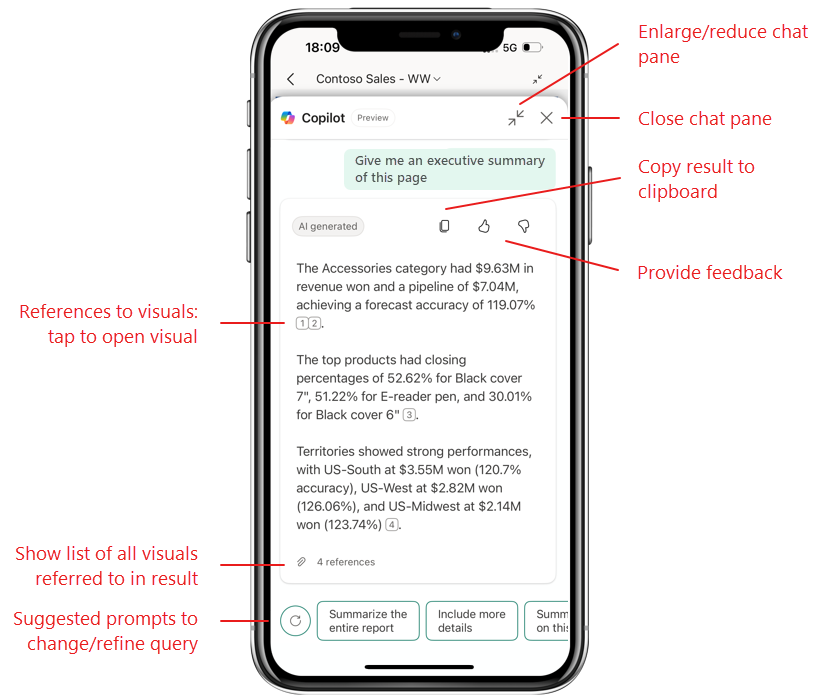 Enlarge/reduce chat
pane
18:09
5G
Contoso Sales - WW
Copilot
Preview
Close chat pane
Give me an executive summary
of this page
Copy result to
clipboard
AI generated
Provide feedback
The Accessories category had $9.63M in
revenue won and a pipeline of $7.04M,
achieving a forecast accuracy of 119.07%
1 2.
References to visuals:
tap to open visual
The top products had closing
percentages of 52.62% for Black cover
7", 51.22% for E-reader pen, and 30.01%
for Black cover 6" 3.
Territories showed strong performances,
with US-South at $3.55M won (120.7%
accuracy), US-West at $2.82M won
(126.06%), and US-Midwest at $2.14M
won (123.74%) 4.
Show list of all visuals
referred to in result
4 references
Suggested prompts to
change/refine query
Summarize the
entire report
Include more
details
Summ
on this